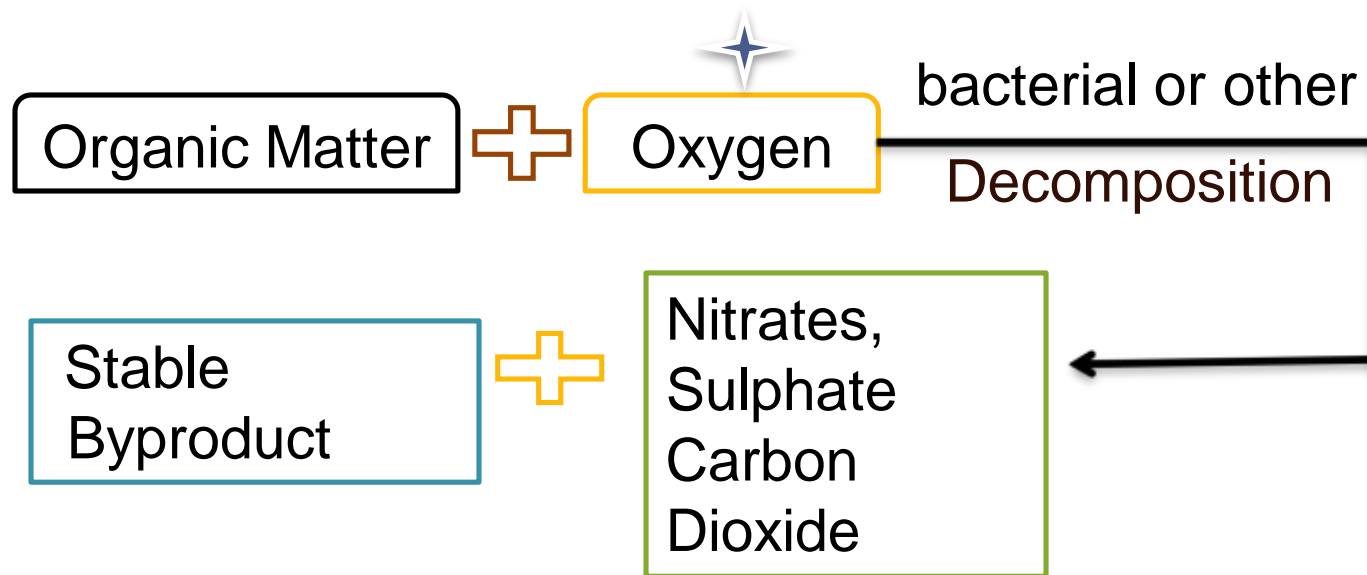 Organic Matter
Oxygen
bacterial or other
Decomposition
Stable
Byproduct
Nitrates,
Sulphate
Carbon
Dioxide